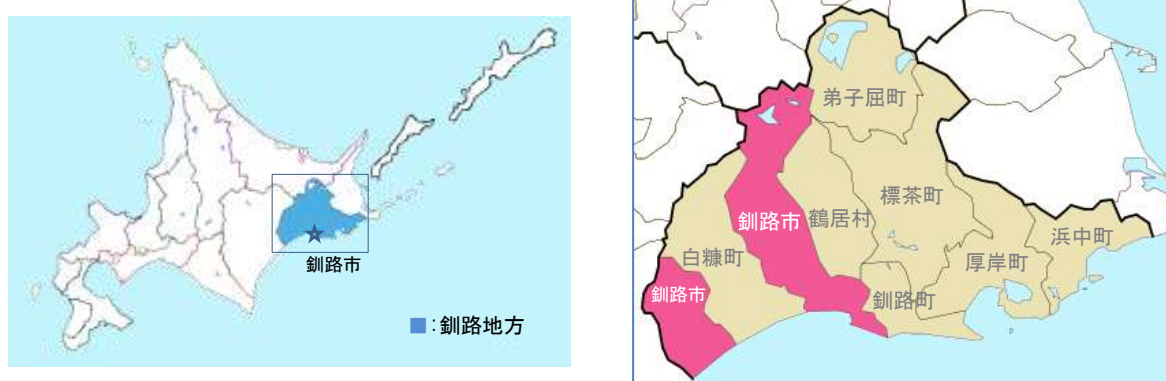 釧路市
■：釧路地方
弟子屈町
標茶町
釧路市
鶴居村
浜中町
白糠町
厚岸町
釧路市
釧路町